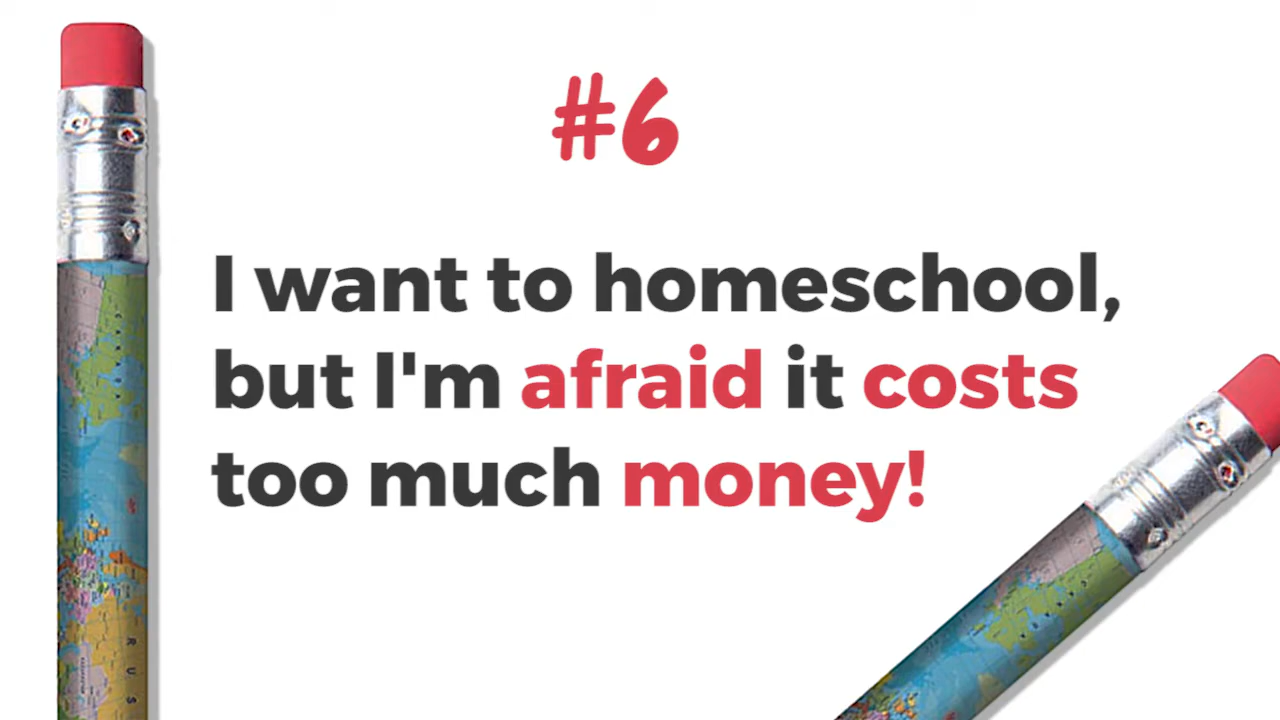 #6
I want to homeschool,
but I'm afraid it costs
too much money!